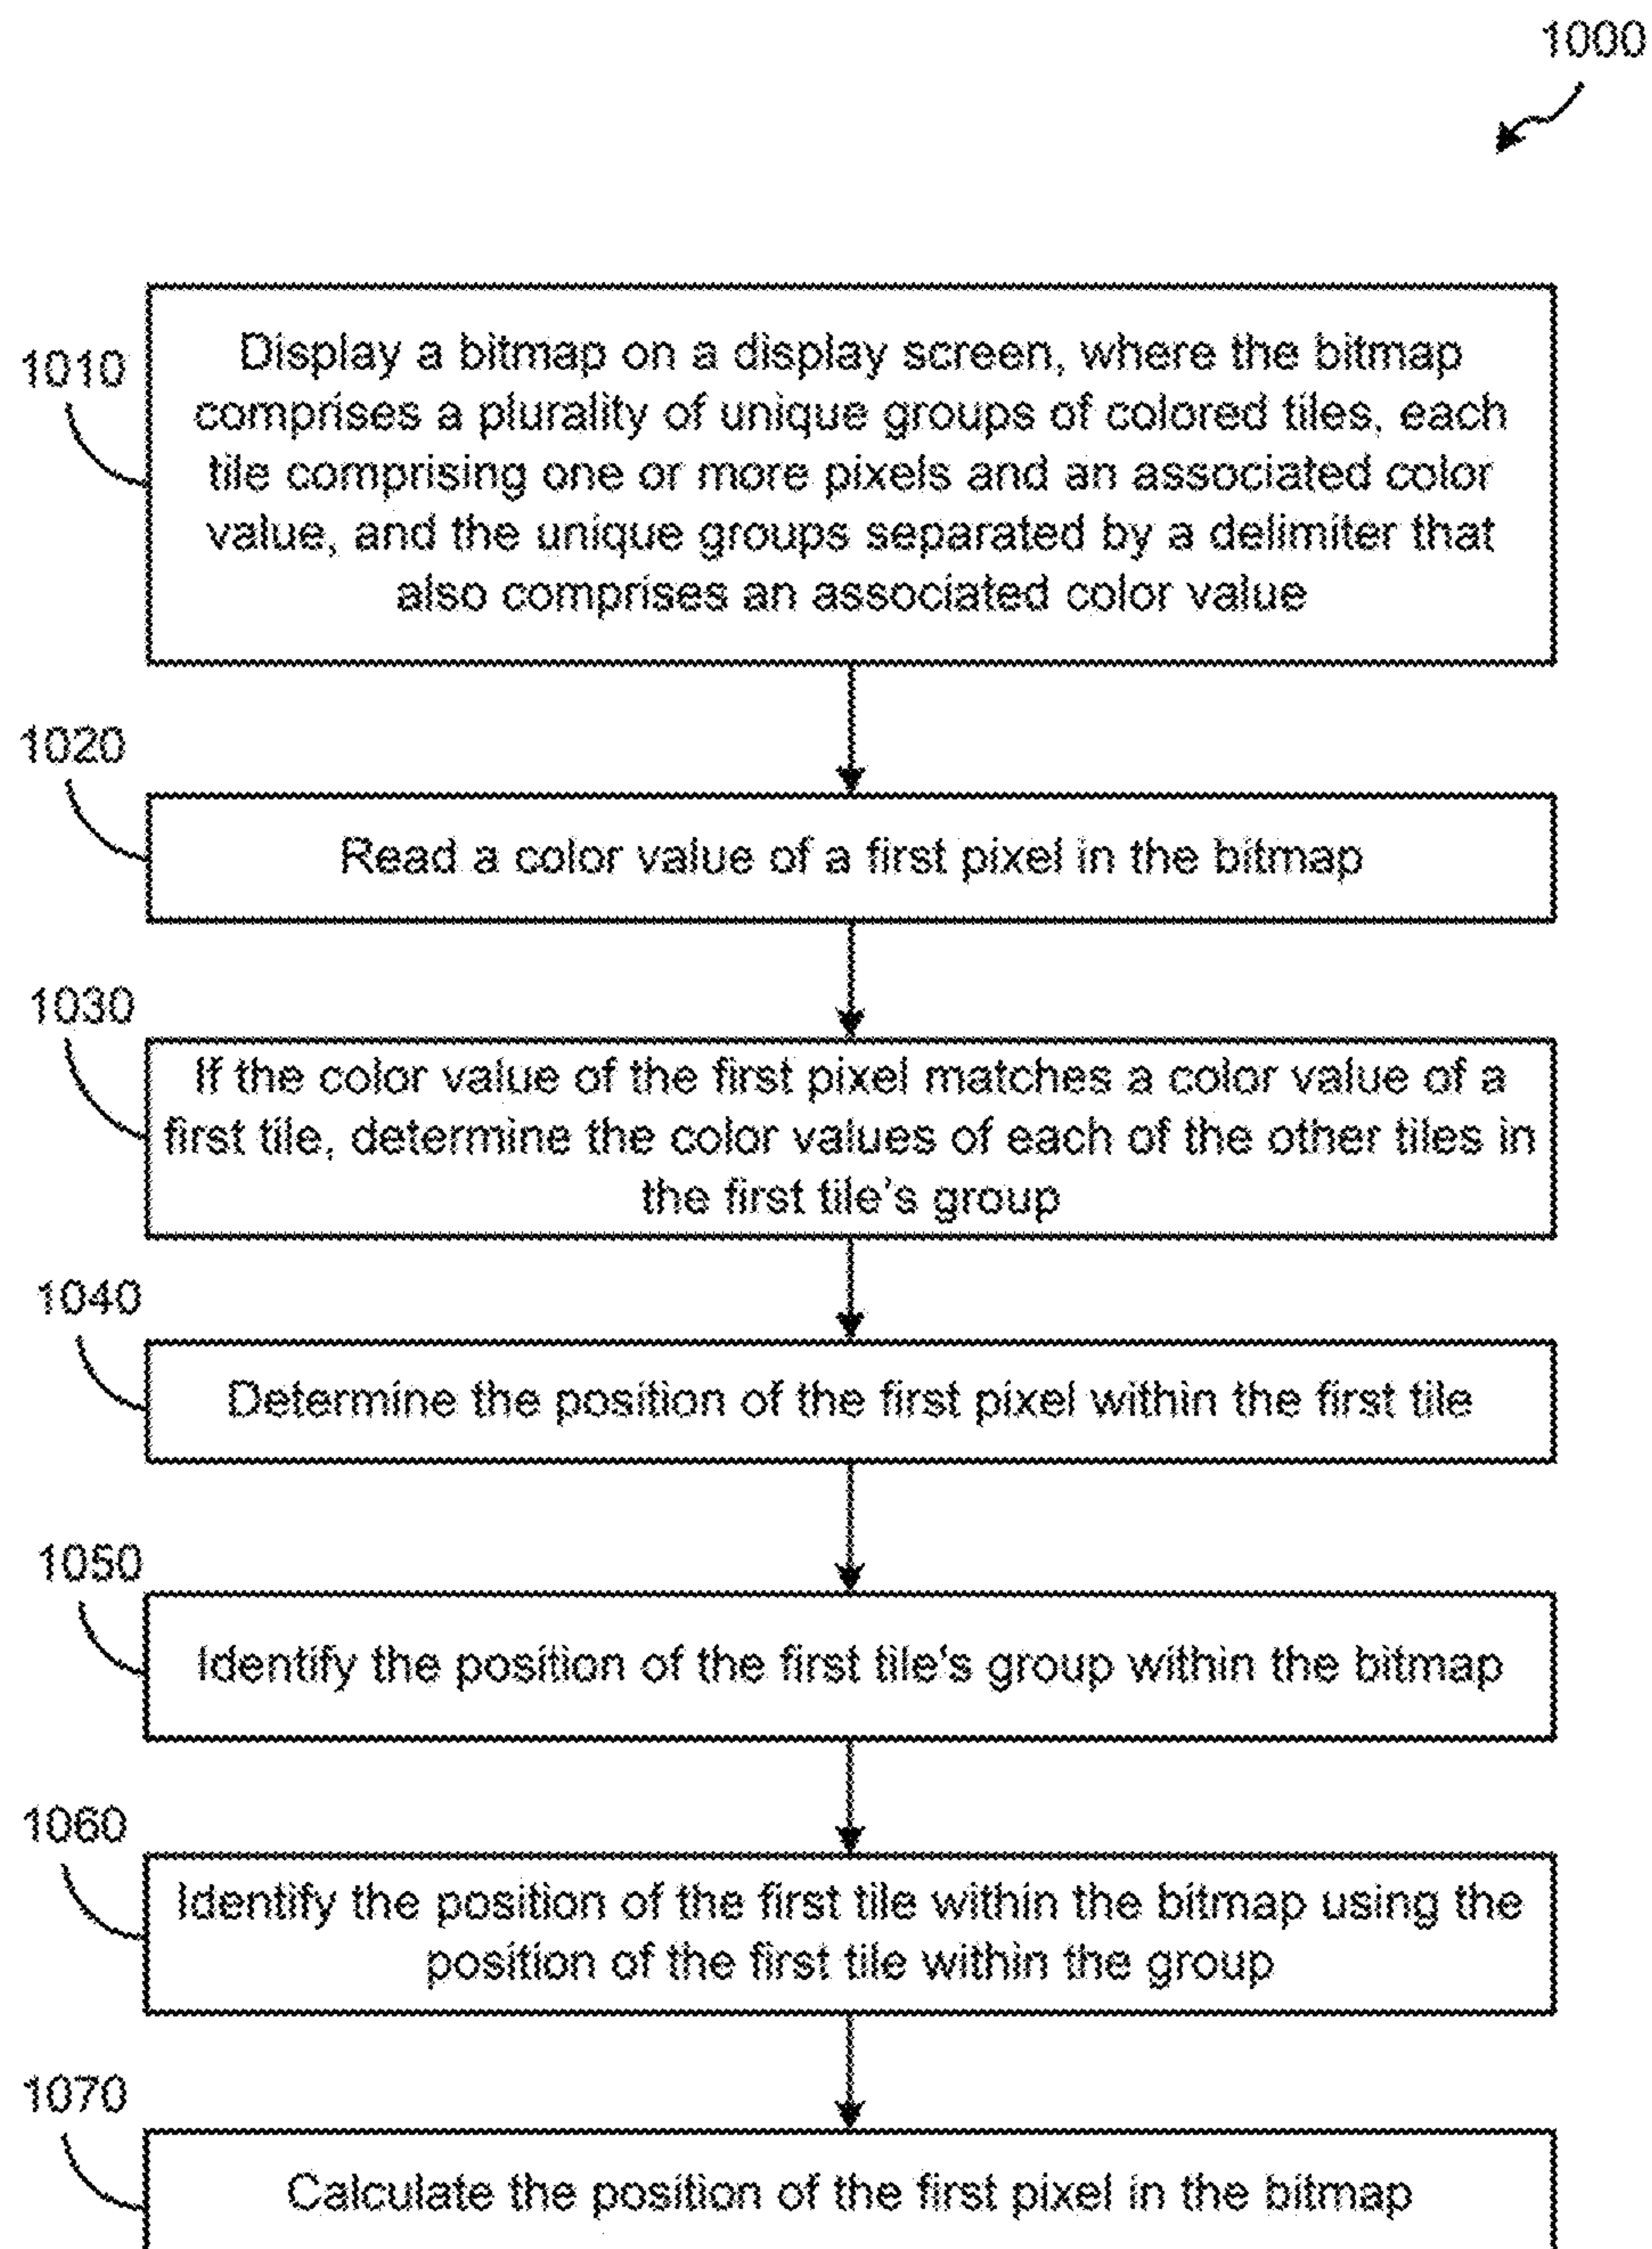 1000
1010
Display a bitmap on a display screen, where the bitmap
comprises a plurality of unique groups of colored tiles, each
tile comprising one or more pixels and an associated color
value, and the unique groups separated by a delimiter that
also comprises an associated color value
1020
Read a color value of a first pixel in the bitmap
1030
If the color value of the first pixel matches a color value of a
first tile, determine the color values of each of the other tiles in
the first tile's group
1040
Determine the position of the first pixel within the first tile
1050
Identify the position of the first tile's group within the bitmap
1060
Identify the position of the first tile within the bitmap using the
position of the first tile within the group
1070
Calculate the position of the first pixel in the bitmap